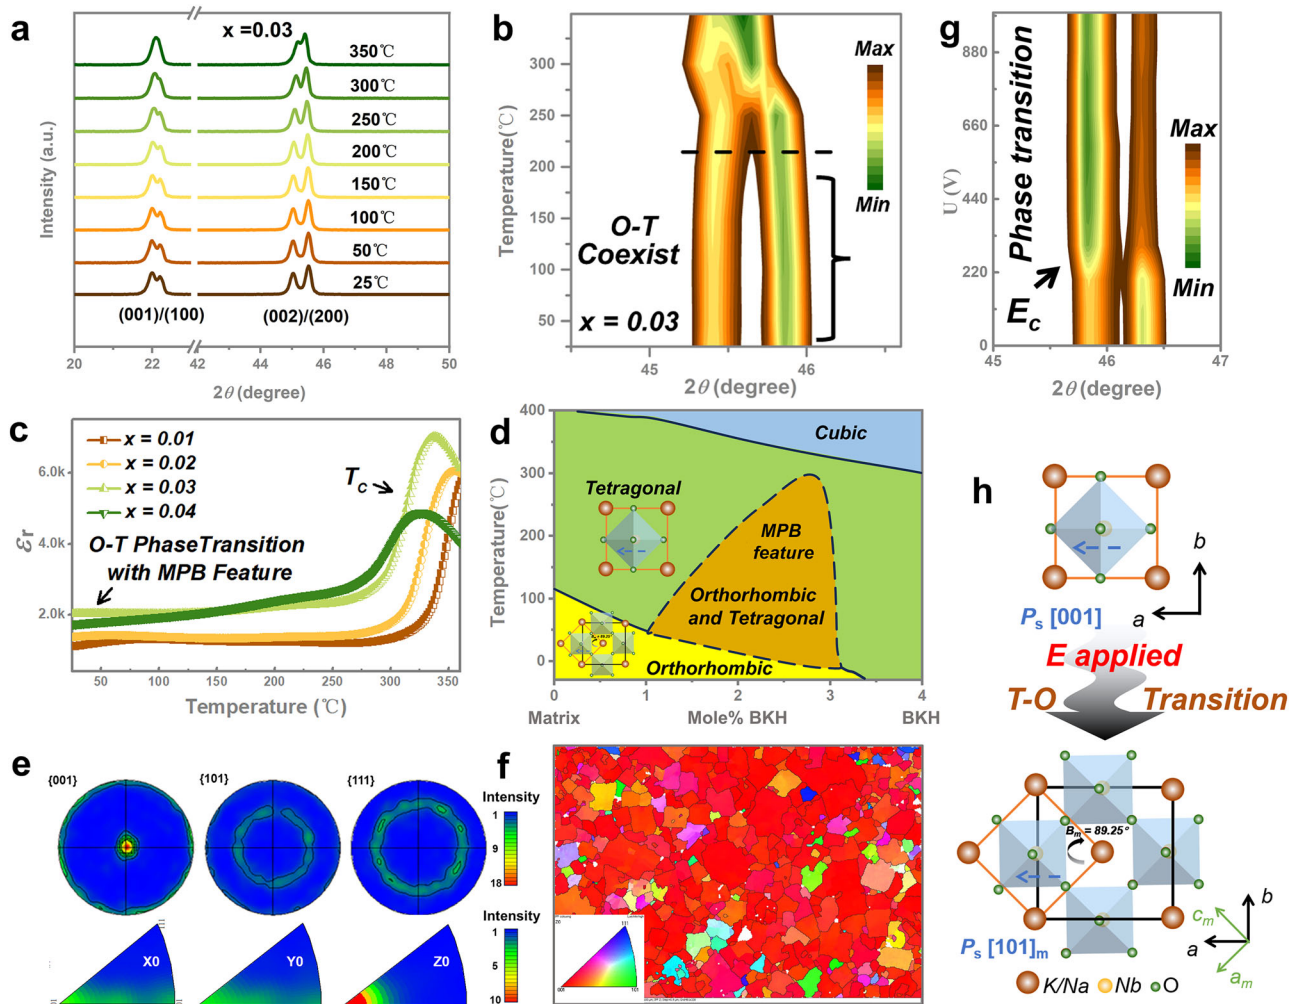 a
x =0.03
350℃
300℃
250℃
200℃
150℃
100℃
50℃
25℃
(001)/(100)
(002)/(200)
Intensity (a.u.)
20
22
42
44
46
48
50
2θ (degree)
b
Max
Min
O-T
Coexist
x = 0.03
Temperature(℃)
300
250
200
150
100
50
45
46
2θ (degree)
g
Phase transition
Ec
Max
Min
U (V)
880
660
440
220
0
45
46
47
2θ (degree)
c
x = 0.01
x = 0.02
x = 0.03
x = 0.04
TC
O-T PhaseTransition
with MPB Feature
εr
6.0k
4.0k
2.0k
50
100
150
200
250
300
350
Temperature (℃)
d
Cubic
Tetragonal
MPB
feature
Orthorhombic
and Tetragonal
Orthorhombic
Temperature(℃)
400
300
200
100
0
0
1
2
3
4
Matrix
Mole% BKH
BKH
h
b
a
Ps [001]
E applied
T-O
Transition
Bm = 89.25°
Ps [101]m
b
cm
a
am
K/Na
Nb
O
e
{001}
{101}
{111}
Intensity
1
9
18
X0
Y0
Z0
Intensity
1
5
10
f
111
001
101